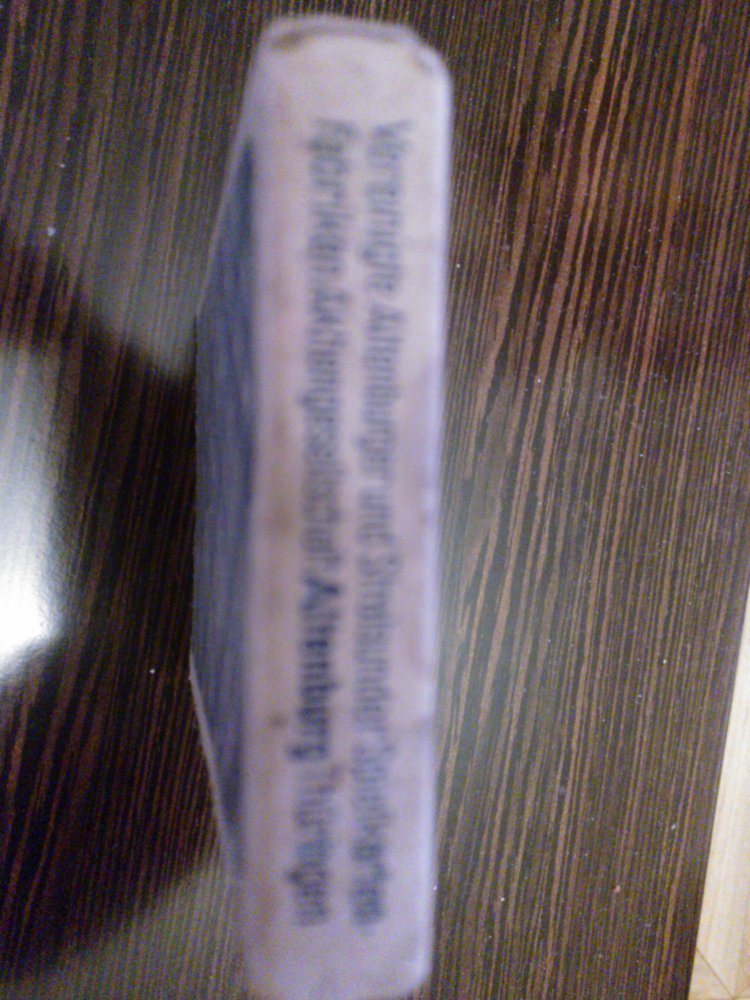 Vereinigte Altenburger und Stralsunder Spielkarten-
Fabriken Aktiengesellschaft Altenburg Thüringen